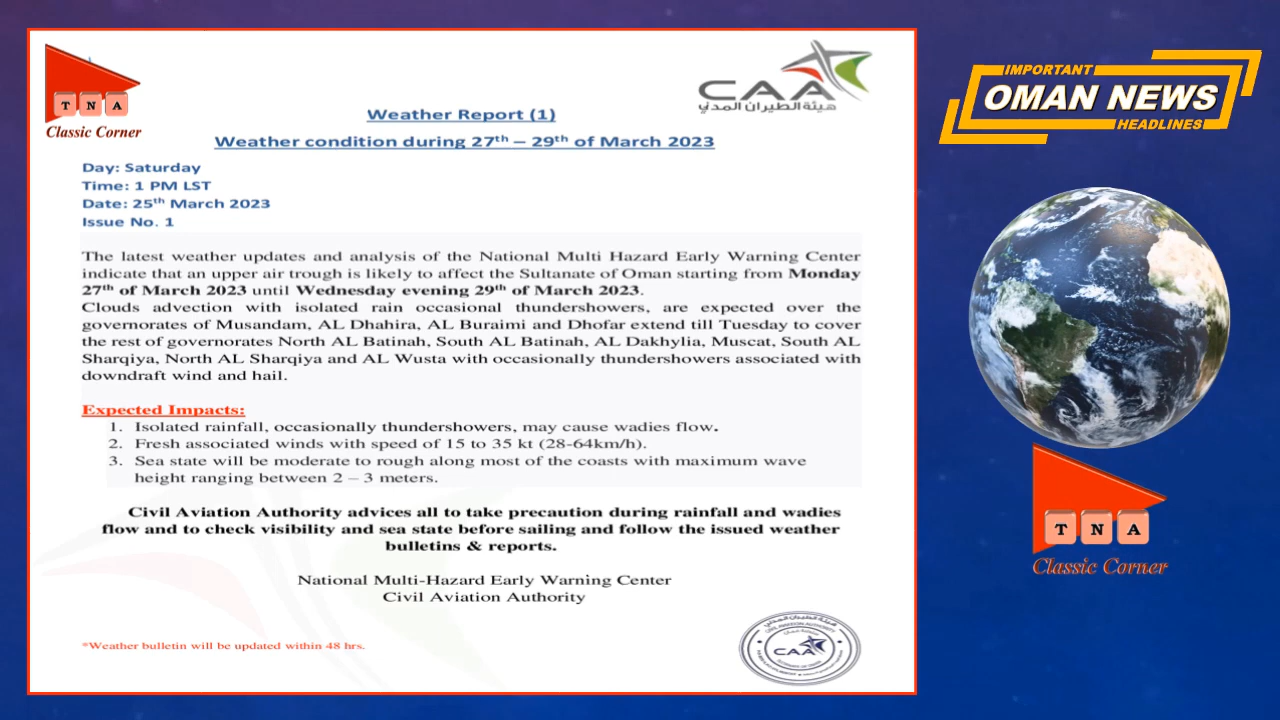 T N A
Classic Corner
CAA
هيئة الطيران المدني
Weather Report (1)
Weather condition during 27th – 29th of March 2023
Day: Saturday
Time: 1 PM LST
Date: 25th March 2023
Issue No. 1
The latest weather updates and analysis of the National Multi Hazard Early Warning Center
indicate that an upper air trough is likely to affect the Sultanate of Oman starting from Monday
27th of March 2023 until Wednesday evening 29th of March 2023.
Clouds advection with isolated rain occasional thundershowers, are expected over the
governorates of Musandam, AL Dhahira, AL Buraimi and Dhofar extend till Tuesday to cover
the rest of governorates North AL Batinah, South AL Batinah, AL Dakhylia, Muscat, South AL
Sharqiya, North AL Sharqiya and AL Wusta with occasionally thundershowers associated with
downdraft wind and hail.
Expected Impacts:
1. Isolated rainfall, occasionally thundershowers, may cause wadies flow.
2. Fresh associated winds with speed of 15 to 35 kt (28-64km/h).
3. Sea state will be moderate to rough along most of the coasts with maximum wave
height ranging between 2 – 3 meters.
Civil Aviation Authority advices all to take precaution during rainfall and wadies
flow and to check visibility and sea state before sailing and follow the issued weather
bulletins & reports.
National Multi-Hazard Early Warning Center
Civil Aviation Authority
*Weather bulletin will be updated within 48 hrs.
CAA
IMPORTANT
OMAN NEWS
HEADLINES
T N A
Classic Corner